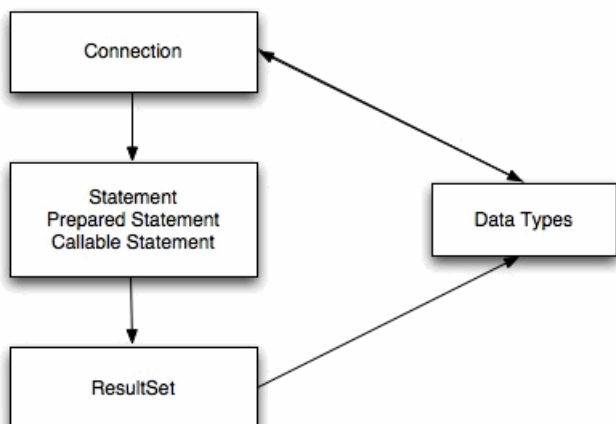 Connection
Statement
Prepared Statement
Callable Statement
Data Types
ResultSet